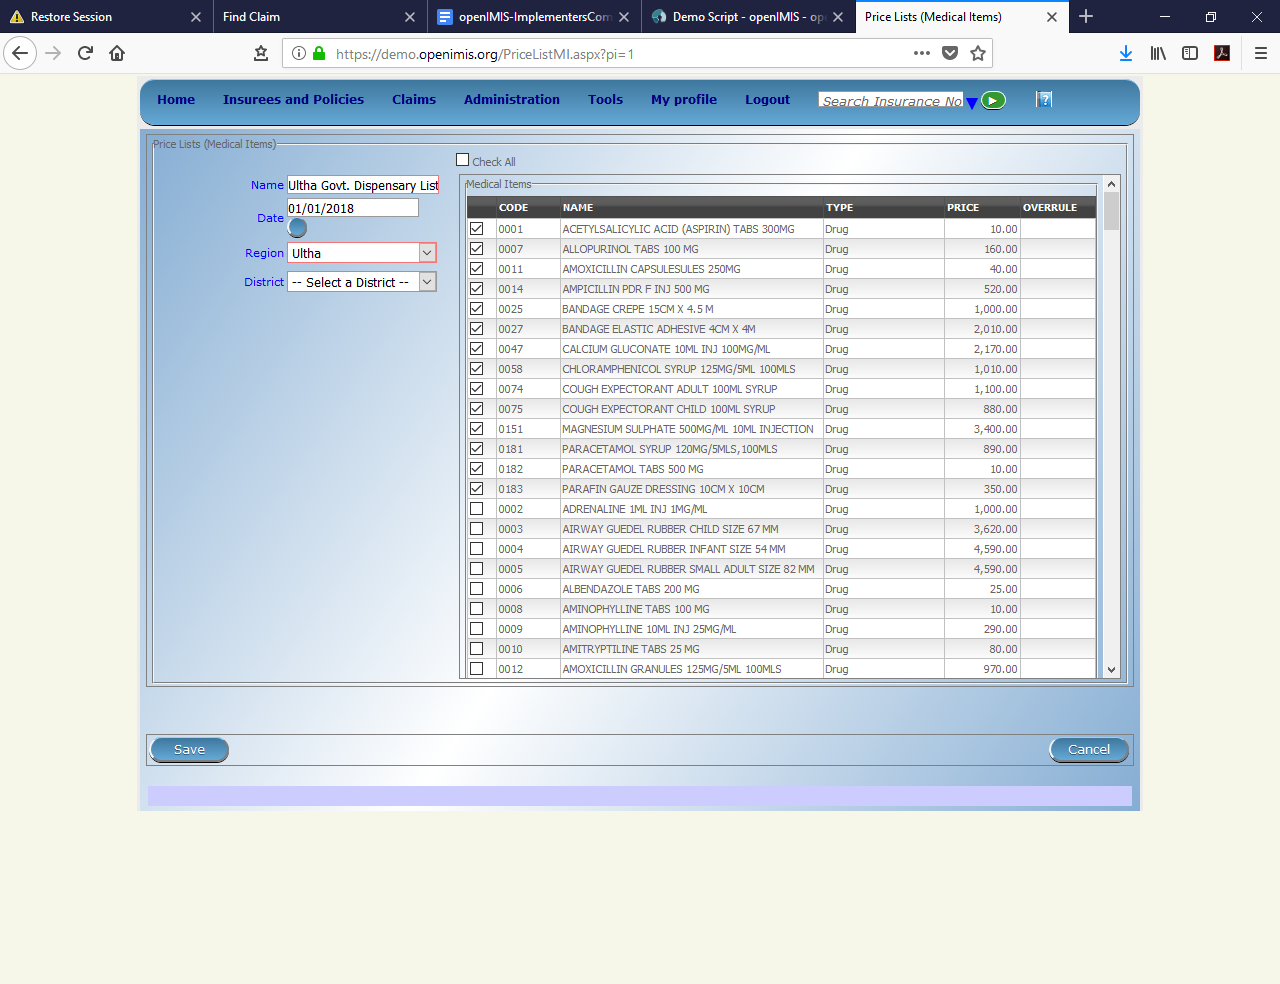 Restore Session
Find Claim
openIMIS-ImplementersCom
Demo Script - openIMIS - op
Price Lists (Medical Items)
https://demo.openimis.org/PriceListMI.aspx?pi=1
Home
Insurees and Policies
Claims
Administration
Tools
My profile
Logout
Search Insurance No
?
Price Lists (Medical Items)
Check All
Name
Ultha Govt. Dispensary List
Date
01/01/2018
Region
Ultha
District
-- Select a District --
Medical Items
CODE NAME TYPE PRICE OVERRULE
0001 ACETYLSALICYLIC ACID (ASPIRIN) TABS 300MG Drug 10.00
0007 ALLOPURINOL TABS 100 MG Drug 160.00
0011 AMOXICILLIN CAPSULESULES 250MG Drug 40.00
0014 AMPICILLIN PDR F INJ 500 MG Drug 520.00
0025 BANDAGE CREPE 15CM X 4.5 M Drug 1,000.00
0027 BANDAGE ELASTIC ADHESIVE 4CM X 4M Drug 2,010.00
0047 CALCIUM GLUCONATE 10ML INJ 100MG/ML Drug 2,170.00
0058 CHLORAMPHENICOL SYRUP 125MG/5ML 100MLS Drug 1,010.00
0074 COUGH EXPECTORANT ADULT 100ML SYRUP Drug 1,100.00
0075 COUGH EXPECTORANT CHILD 100ML SYRUP Drug 880.00
0151 MAGNESIUM SULPHATE 500MG/ML 10ML INJECTION Drug 3,400.00
0181 PARACETAMOL SYRUP 120MG/5MLS,100MLS Drug 890.00
0182 PARACETAMOL TABS 500 MG Drug 10.00
0183 PARAFIN GAUZE DRESSING 10CM X 10CM Drug 350.00
0002 ADRENALINE 1ML INJ 1MG/ML Drug 1,000.00
0003 AIRWAY GUEDEL RUBBER CHILD SIZE 67 MM Drug 3,620.00
0004 AIRWAY GUEDEL RUBBER INFANT SIZE 54 MM Drug 4,590.00
0005 AIRWAY GUEDEL RUBBER SMALL ADULT SIZE 82 MM Drug 4,590.00
0006 ALBENDAZOLE TABS 200 MG Drug 25.00
0008 AMINOPHYLLINE TABS 100 MG Drug 10.00
0009 AMINOPHYLLINE 10ML INJ 25MG/ML Drug 290.00
0010 AMITRYPTILINE TABS 25 MG Drug 80.00
0012 AMOXICILLIN GRANULES 125MG/5ML 100MLS Drug 970.00
Save
Cancel